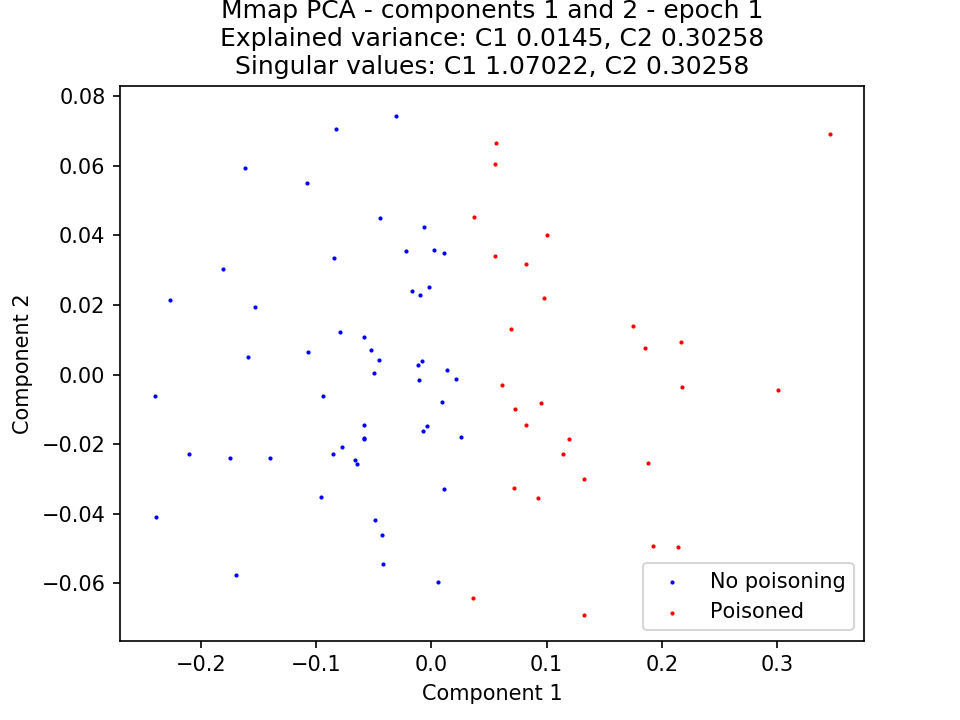 Mmap PCA - components 1 and 2 - epoch 1
Explained variance: C1 0.0145, C2 0.30258
Singular values: C1 1.07022, C2 0.30258
0.08
0.06
0.04
0.02
0.00
−0.02
−0.04
−0.06
Component 2
No poisoning
Poisoned
−0.2
−0.1
0.0
0.1
0.2
0.3
Component 1